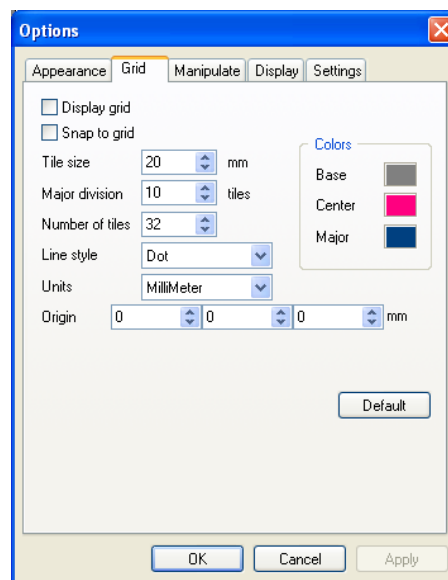 Options
Appearance Grid Manipulate Display Settings
Display grid
Snap to grid
Tile size 20 mm
Major division 10 tiles
Number of tiles 32
Line style Dot
Units MilliMeter
Origin 0 0 0 mm
Colors
Base
Center
Major
Default
OK Cancel Apply